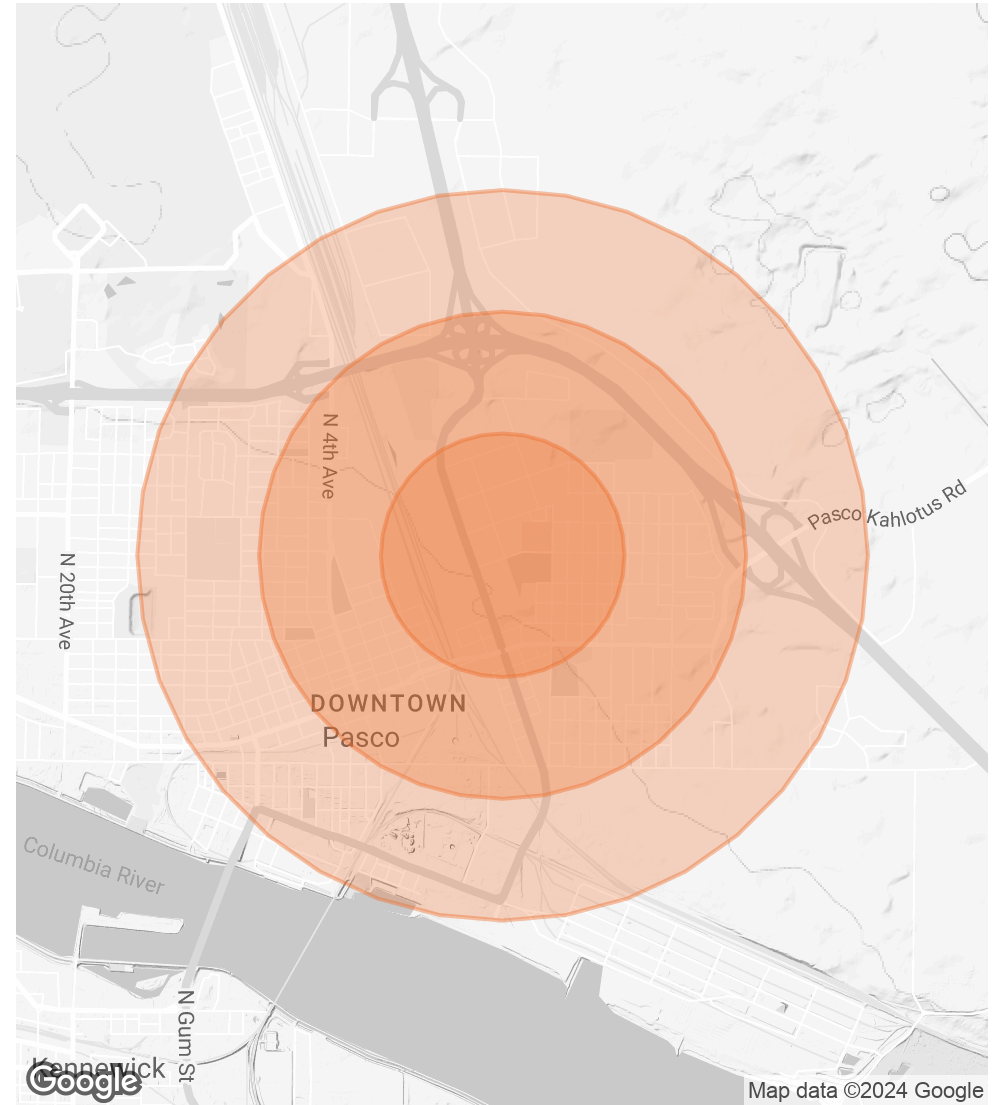 N 4th Ave
Pasco Kahlotus Rd
N 20th Ave
DOWNTOWN
Pasco
Columbia River
N Gum St
Kennewick
Google
Map data ©2024 Google